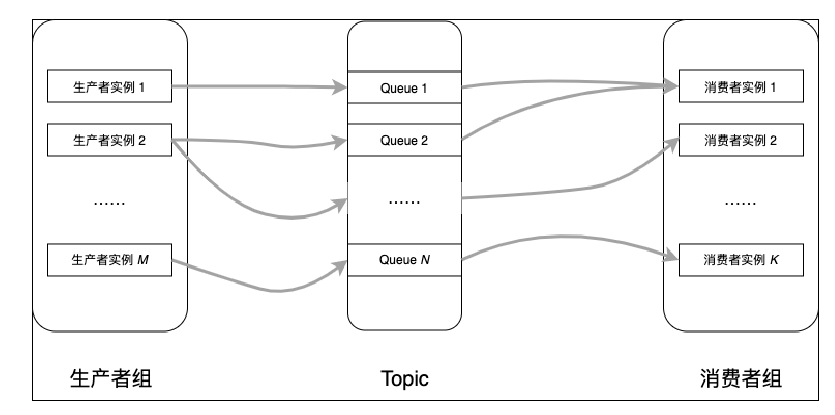 生产者实例 1
Queue 1
消费者实例 1
生产者实例 2
Queue 2
消费者实例 2
……
……
……
生产者实例 M
Queue N
消费者实例 K
生产者组
Topic
消费者组